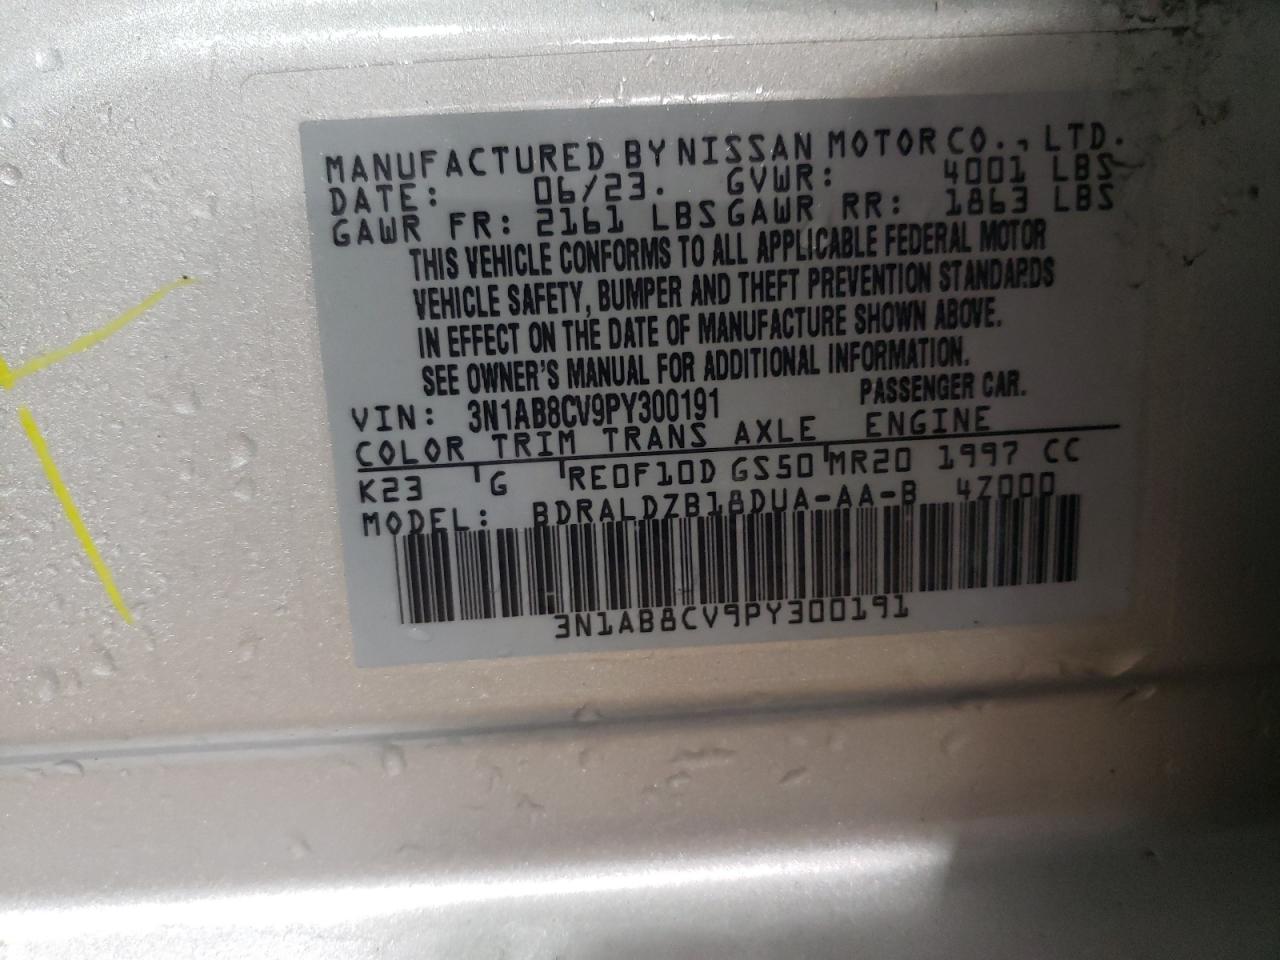 MANUFACTURED BY NISSAN MOTOR CO., LTD.
DATE: 06/23. GVWR: 4001 LBS
GAWR FR: 2161 LBS GAWR RR: 1863 LBS
THIS VEHICLE CONFORMS TO ALL APPLICABLE FEDERAL MOTOR
VEHICLE SAFETY, BUMPER AND THEFT PREVENTION STANDARDS
IN EFFECT ON THE DATE OF MANUFACTURE SHOWN ABOVE.
SEE OWNER'S MANUAL FOR ADDITIONAL INFORMATION.
VIN: 3N1AB8CV9PY300191 PASSENGER CAR.
COLOR TRIM TRANS AXLE ENGINE
K23 G RE0F10D GS50 MR20 1997 CC
MODEL: BDRALDZB18DUA-AA-B 4Z000
3N1AB8CV9PY300191